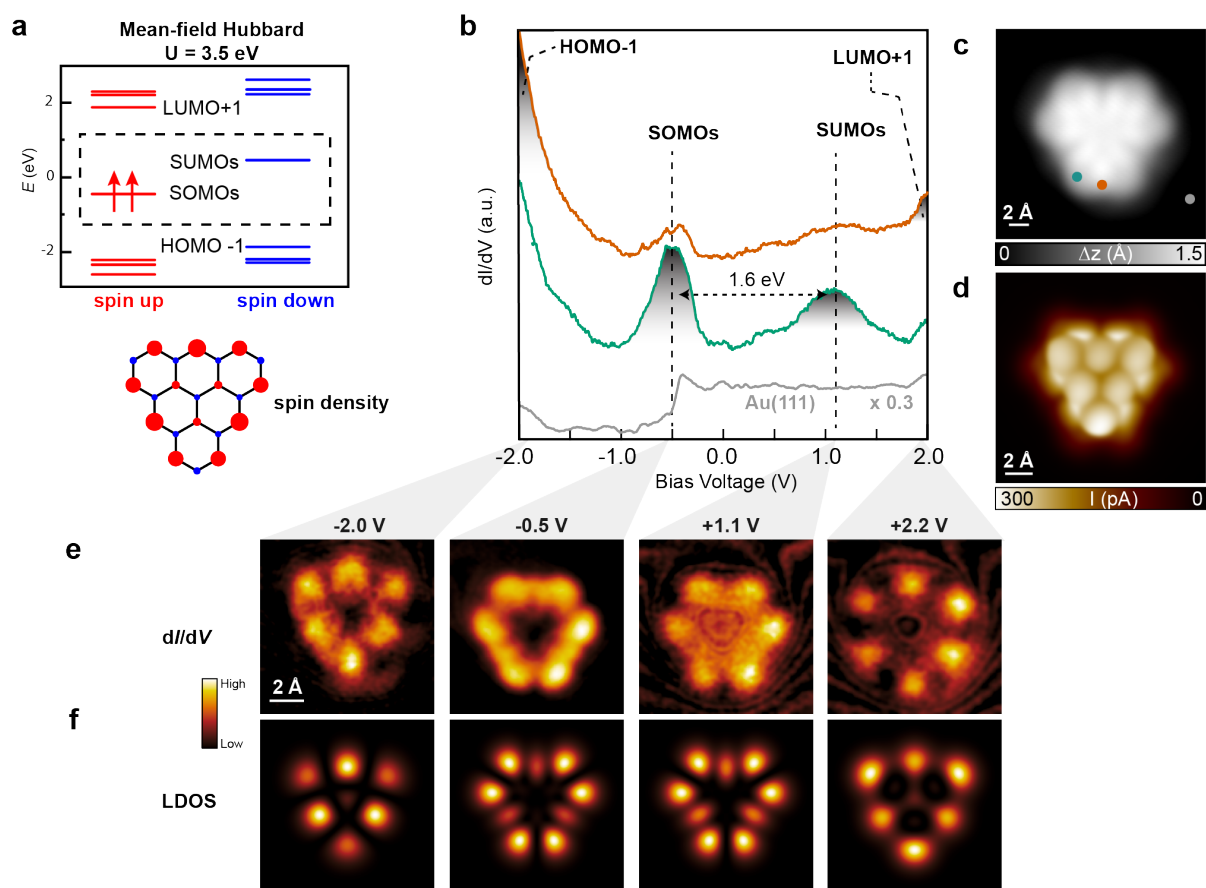 a
Mean-field Hubbard
U = 3.5 eV
E (eV)
2
0
-2
LUMO+1
SUMOs
SOMOs
HOMO -1
spin up
spin down
spin density
b
dI/dV (a.u.)
HOMO-1
LUMO+1
SOMOs
SUMOs
1.6 eV
Au(111)
x 0.3
-2.0
-1.0
0.0
1.0
2.0
Bias Voltage (V)
c
2 Å
0
Δz (Å)
1.5
d
2 Å
300
I (pA)
0
e
-2.0 V
-0.5 V
+1.1 V
+2.2 V
dI/dV
2 Å
High
Low
f
LDOS